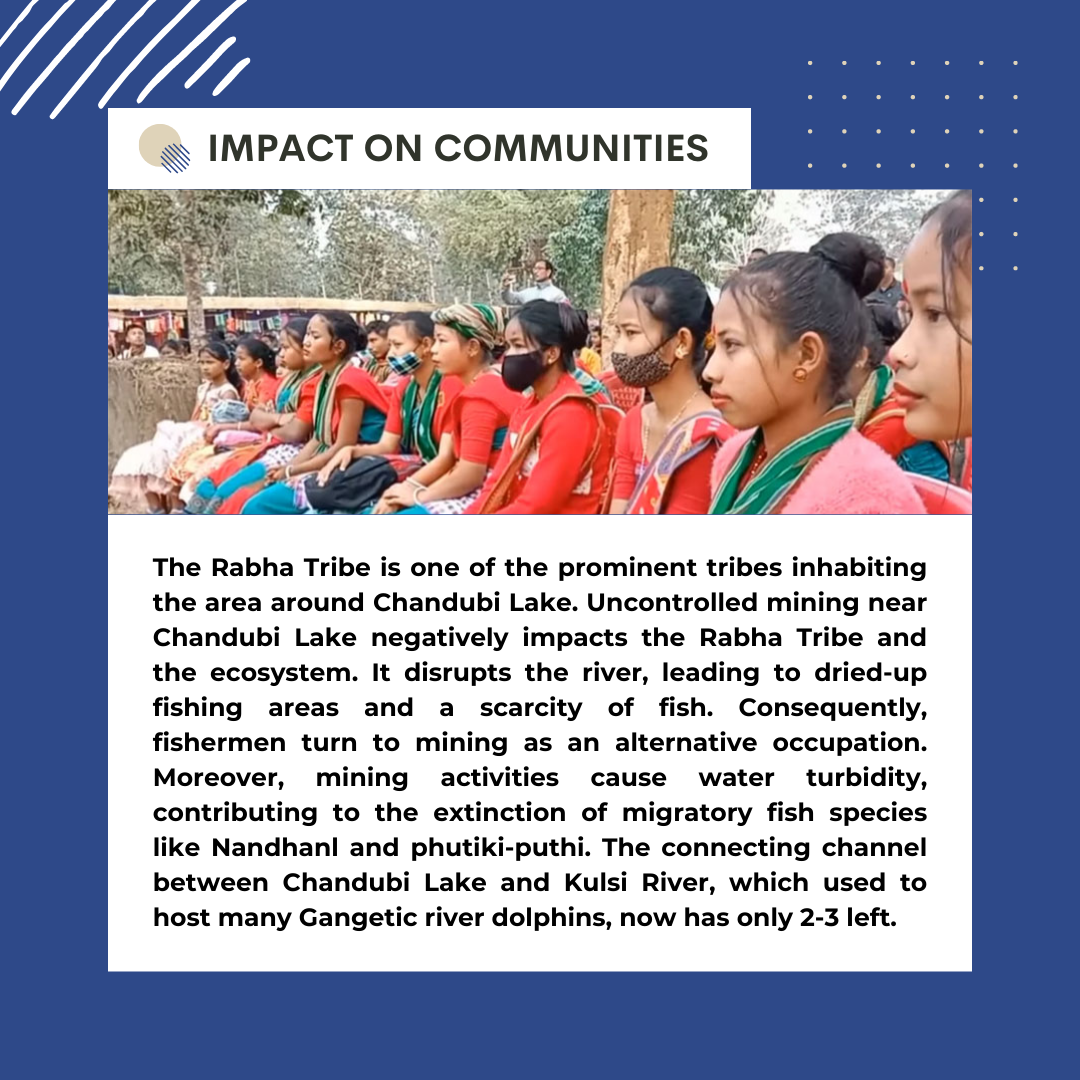 IMPACT ON COMMUNITIES
The Rabha Tribe is one of the prominent tribes inhabiting
the area around Chandubi Lake. Uncontrolled mining near
Chandubi Lake negatively impacts the Rabha Tribe and
the ecosystem. It disrupts the river, leading to dried-up
fishing areas and a scarcity of fish. Consequently,
fishermen turn to mining as an alternative occupation.
Moreover, mining activities cause water turbidity,
contributing to the extinction of migratory fish species
like Nandhanl and phutiki-puthi. The connecting channel
between Chandubi Lake and Kulsi River, which used to
host many Gangetic river dolphins, now has only 2-3 left.